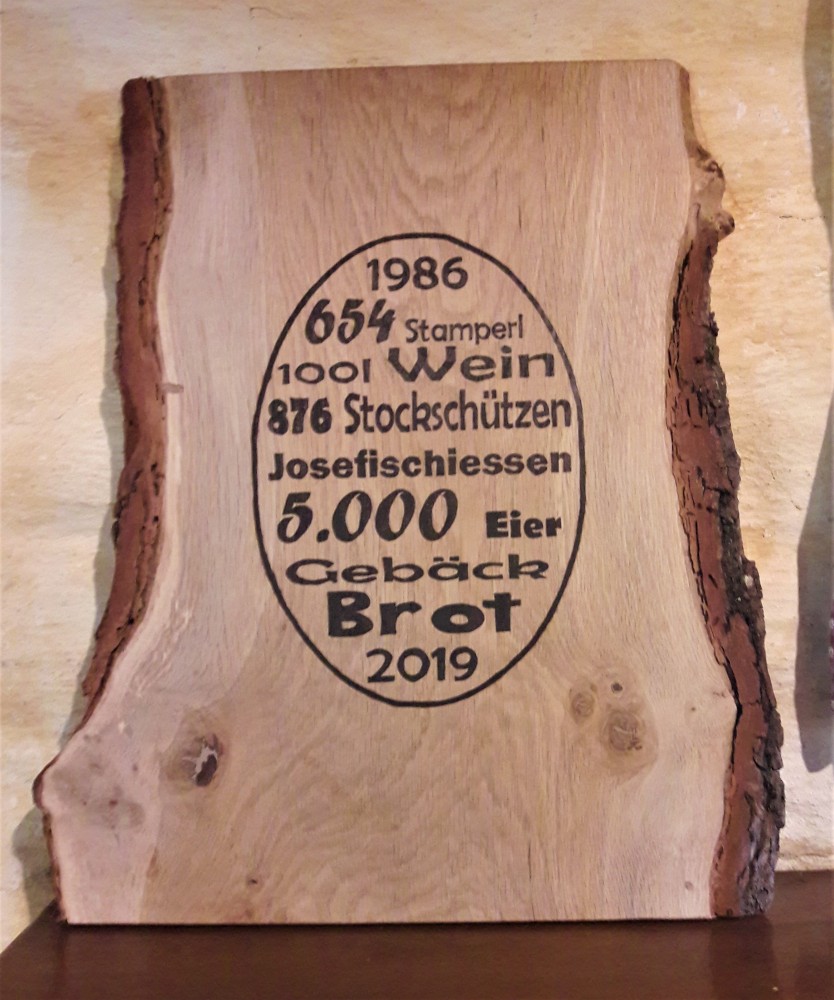 1986
654 Stamperl
100l Wein
876 Stockschützen
Josefischiessen
5.000 Eier
Gebäck
Brot
2019